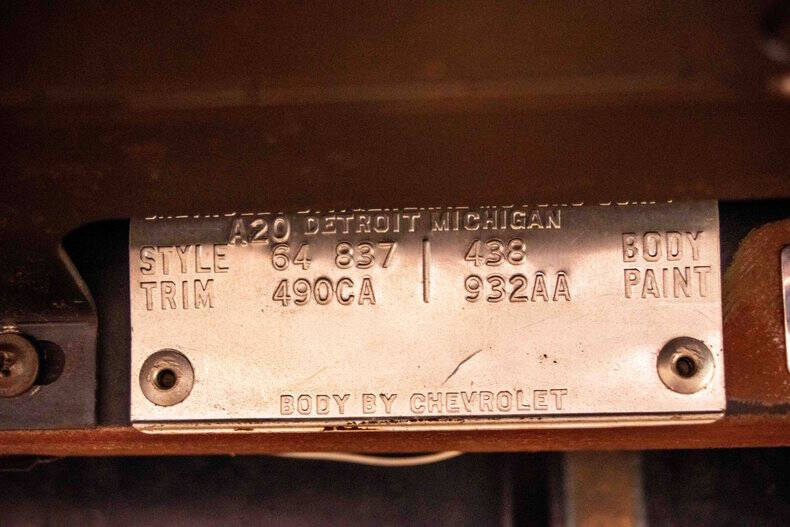 A20 DETROIT MICHIGAN
STYLE 64 837 | 438 BODY
TRIM 490CA | 932AA PAINT
BODY BY CHEVROLET